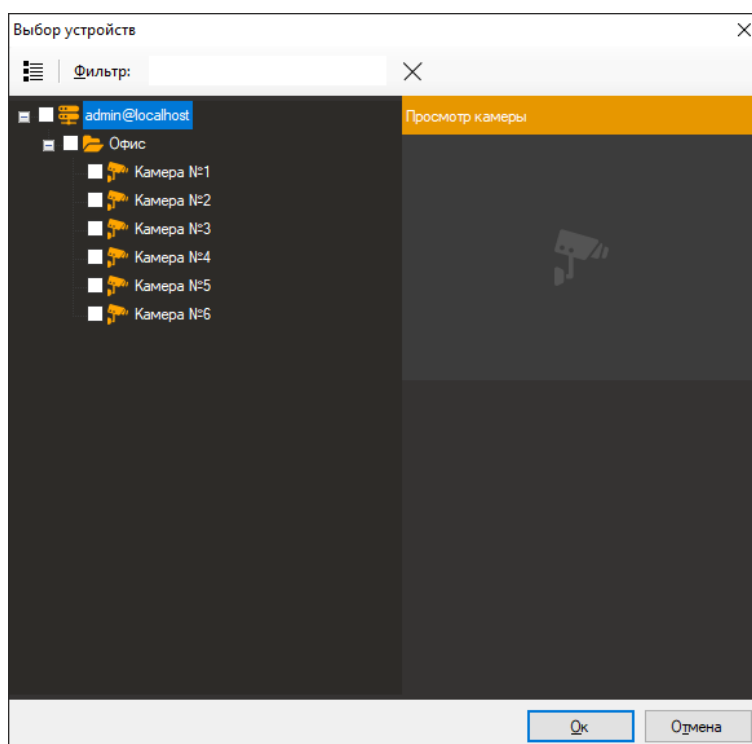 Выбор устройств
Фильтр:
admin@localhost
Просмотр камеры
Офис
Камера №1
Камера №2
Камера №3
Камера №4
Камера №5
Камера №6
Ок
Отмена